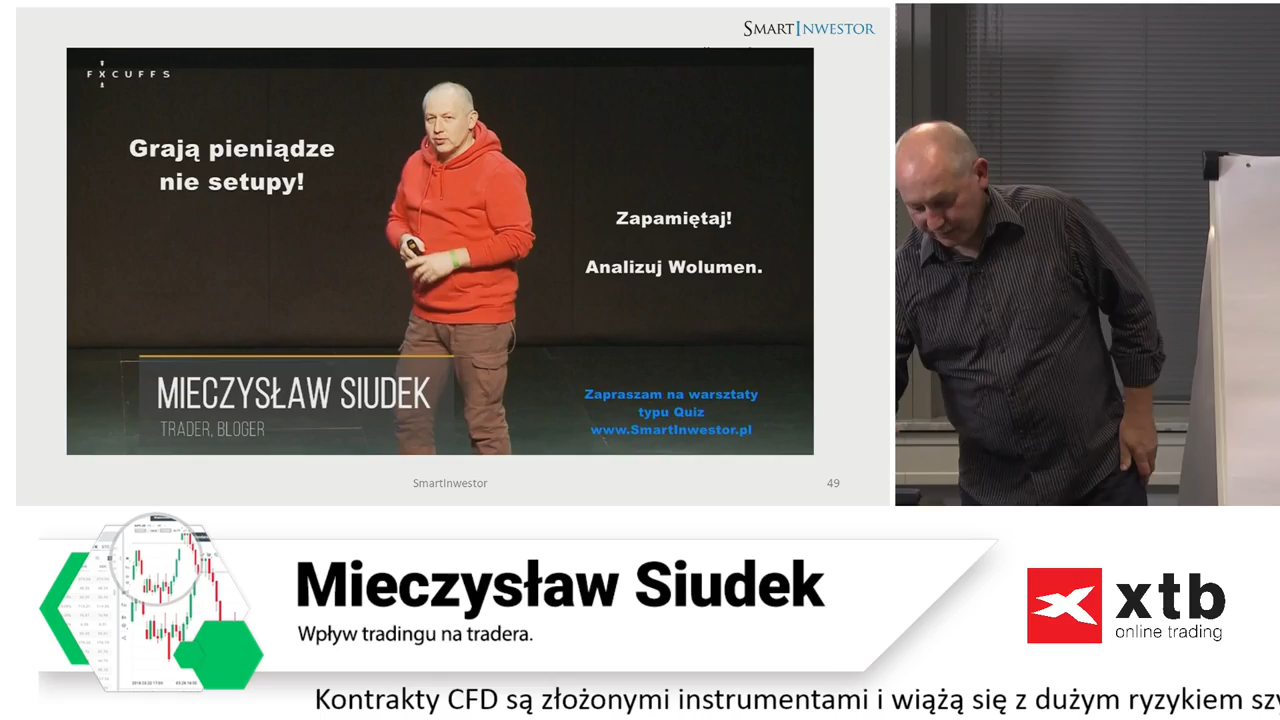 SMARTINWESTOR
FXCUFFS
Grają pieniądze
nie setupy!
Zapamiętaj!
Analizuj Wolumen.
MIECZYSŁAW SIUDEK
TRADER, BLOGER
Zapraszam na warsztaty
typu Quiz
www.SmartInwestor.pl
SmartInwestor
49
Mieczysław Siudek
Wpływ tradingu na tradera.
xtb
online trading
Kontrakty CFD są złożonymi instrumentami i wiążą się z dużym ryzykiem szy